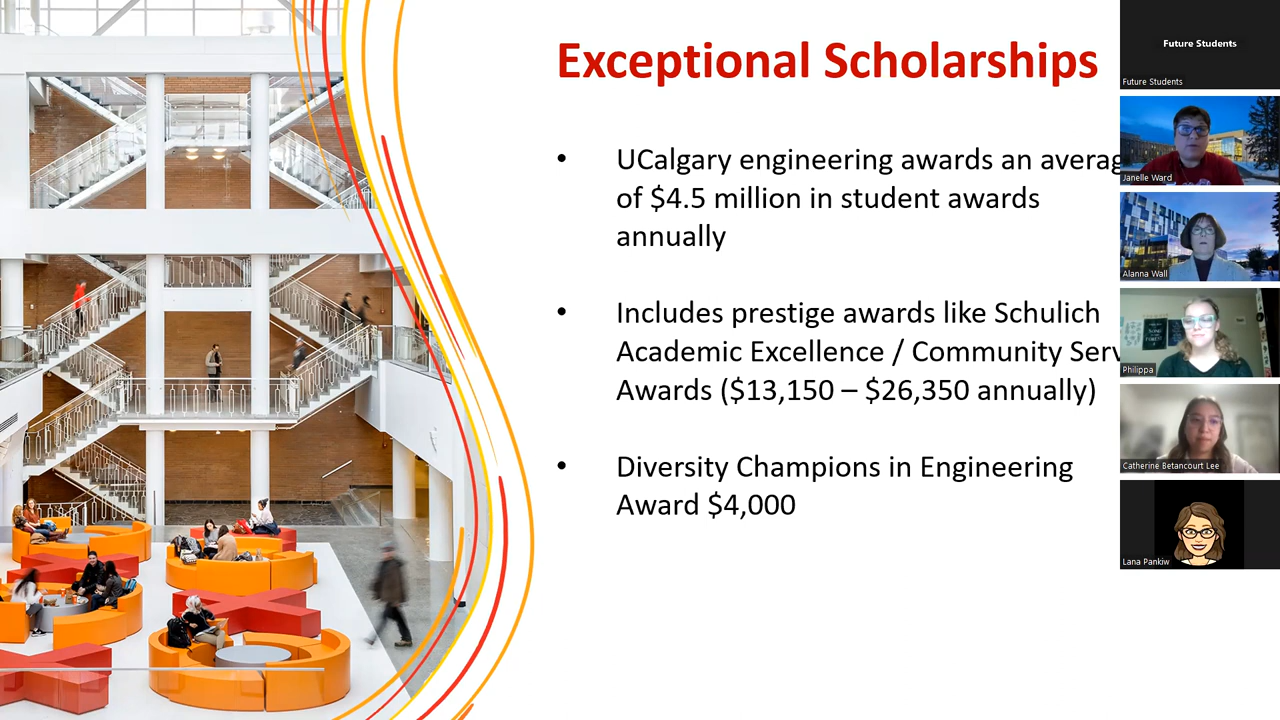 Exceptional Scholarships
• UCalgary engineering awards an averag
of $4.5 million in student awards
annually
• Includes prestige awards like Schulich
Academic Excellence / Community Serv
Awards ($13,150 – $26,350 annually)
• Diversity Champions in Engineering
Award $4,000
Future Students
Future Students
Janelle Ward
Alanna Wall
Philippa
Catherine Betancourt Lee
Lana Pankiw